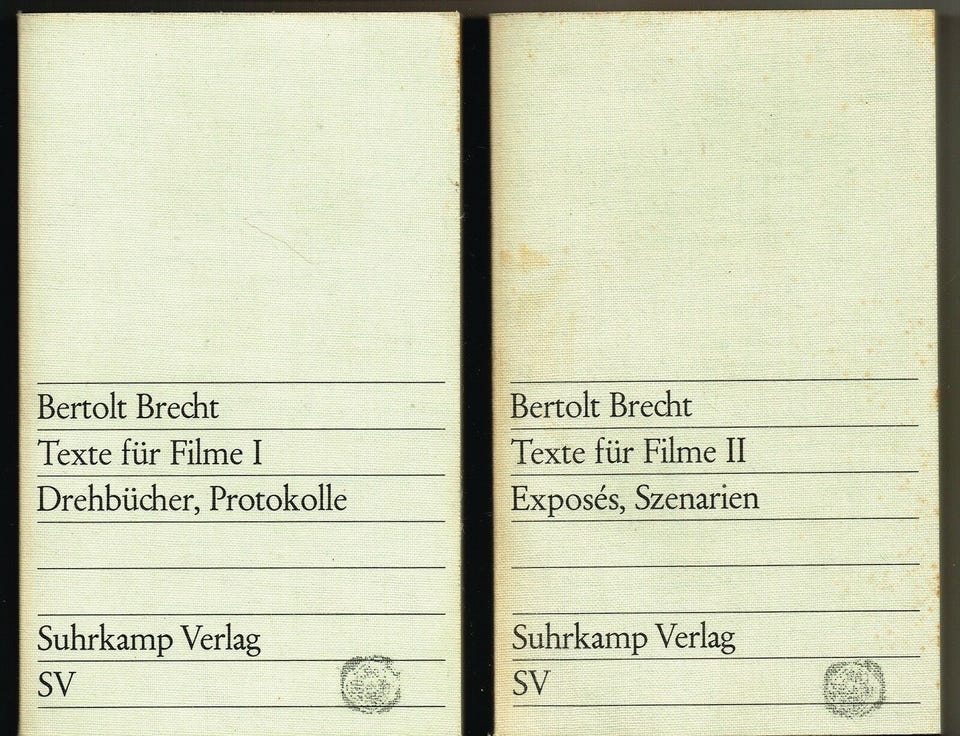 Bertolt Brecht
Texte für Filme I
Drehbücher, Protokolle
Suhrkamp Verlag
SV
Bertolt Brecht
Texte für Filme II
Exposés, Szenarien
Suhrkamp Verlag
SV